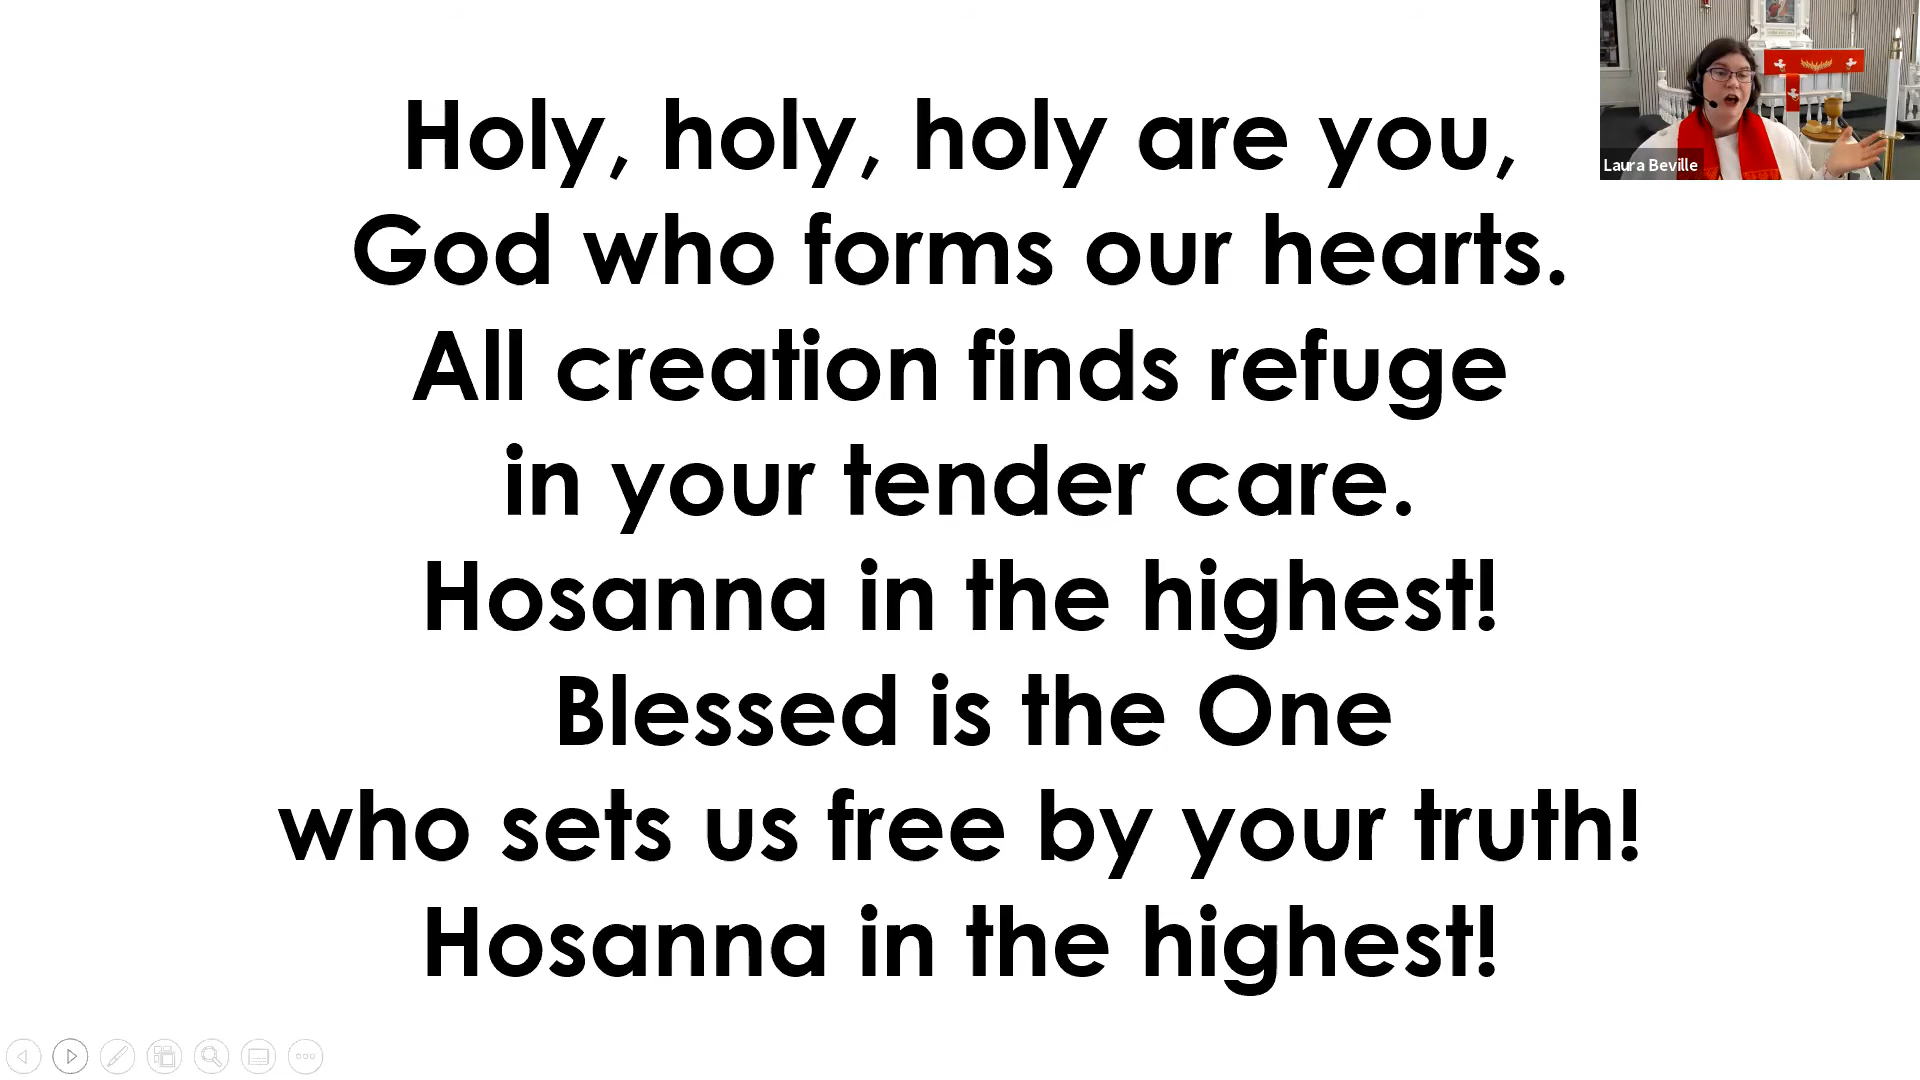 Holy, holy, holy are you,
God who forms our hearts.
All creation finds refuge
in your tender care.
Hosanna in the highest!
Blessed is the One
who sets us free by your truth!
Hosanna in the highest!
Laura Beville